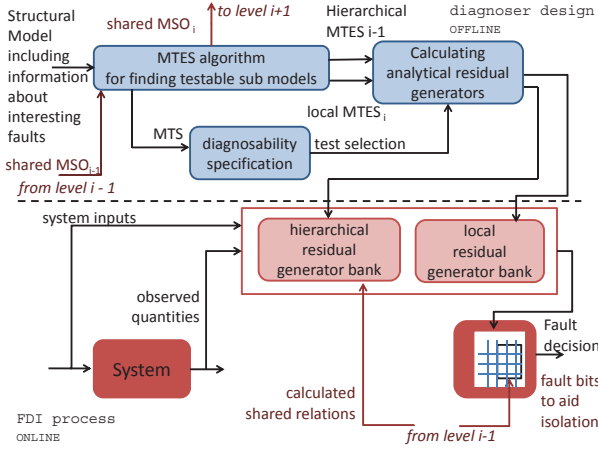 Structural
Model
including
information
about
interesting
faults
shared MSO i
to level i+1
Hierarchical
MTES i-1
diagnoser design
OFFLINE
MTES algorithm
for finding testable sub models
Calculating
analytical residual
generators
local MTES i
MTS
diagnosability
specification
test selection
shared MSOi-1
from level i - 1
system inputs
hierarchical
residual
generator bank
local
residual
generator bank
observed
quantities
System
Fault
decision
fault bits
to aid
isolation
calculated
shared relations
from level i-1
FDI process
ONLINE